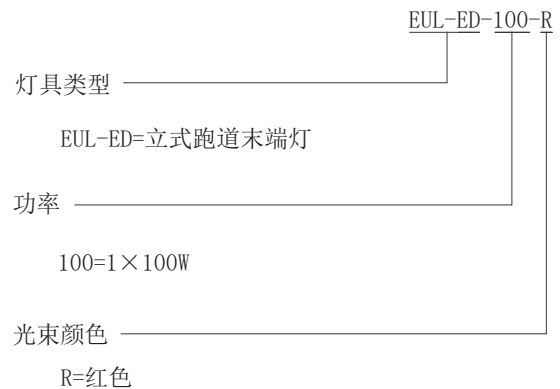 EUL-ED-100-R
灯具类型
EUL-ED=立式跑道末端灯
功率
100=1×100W
光束颜色
R=红色